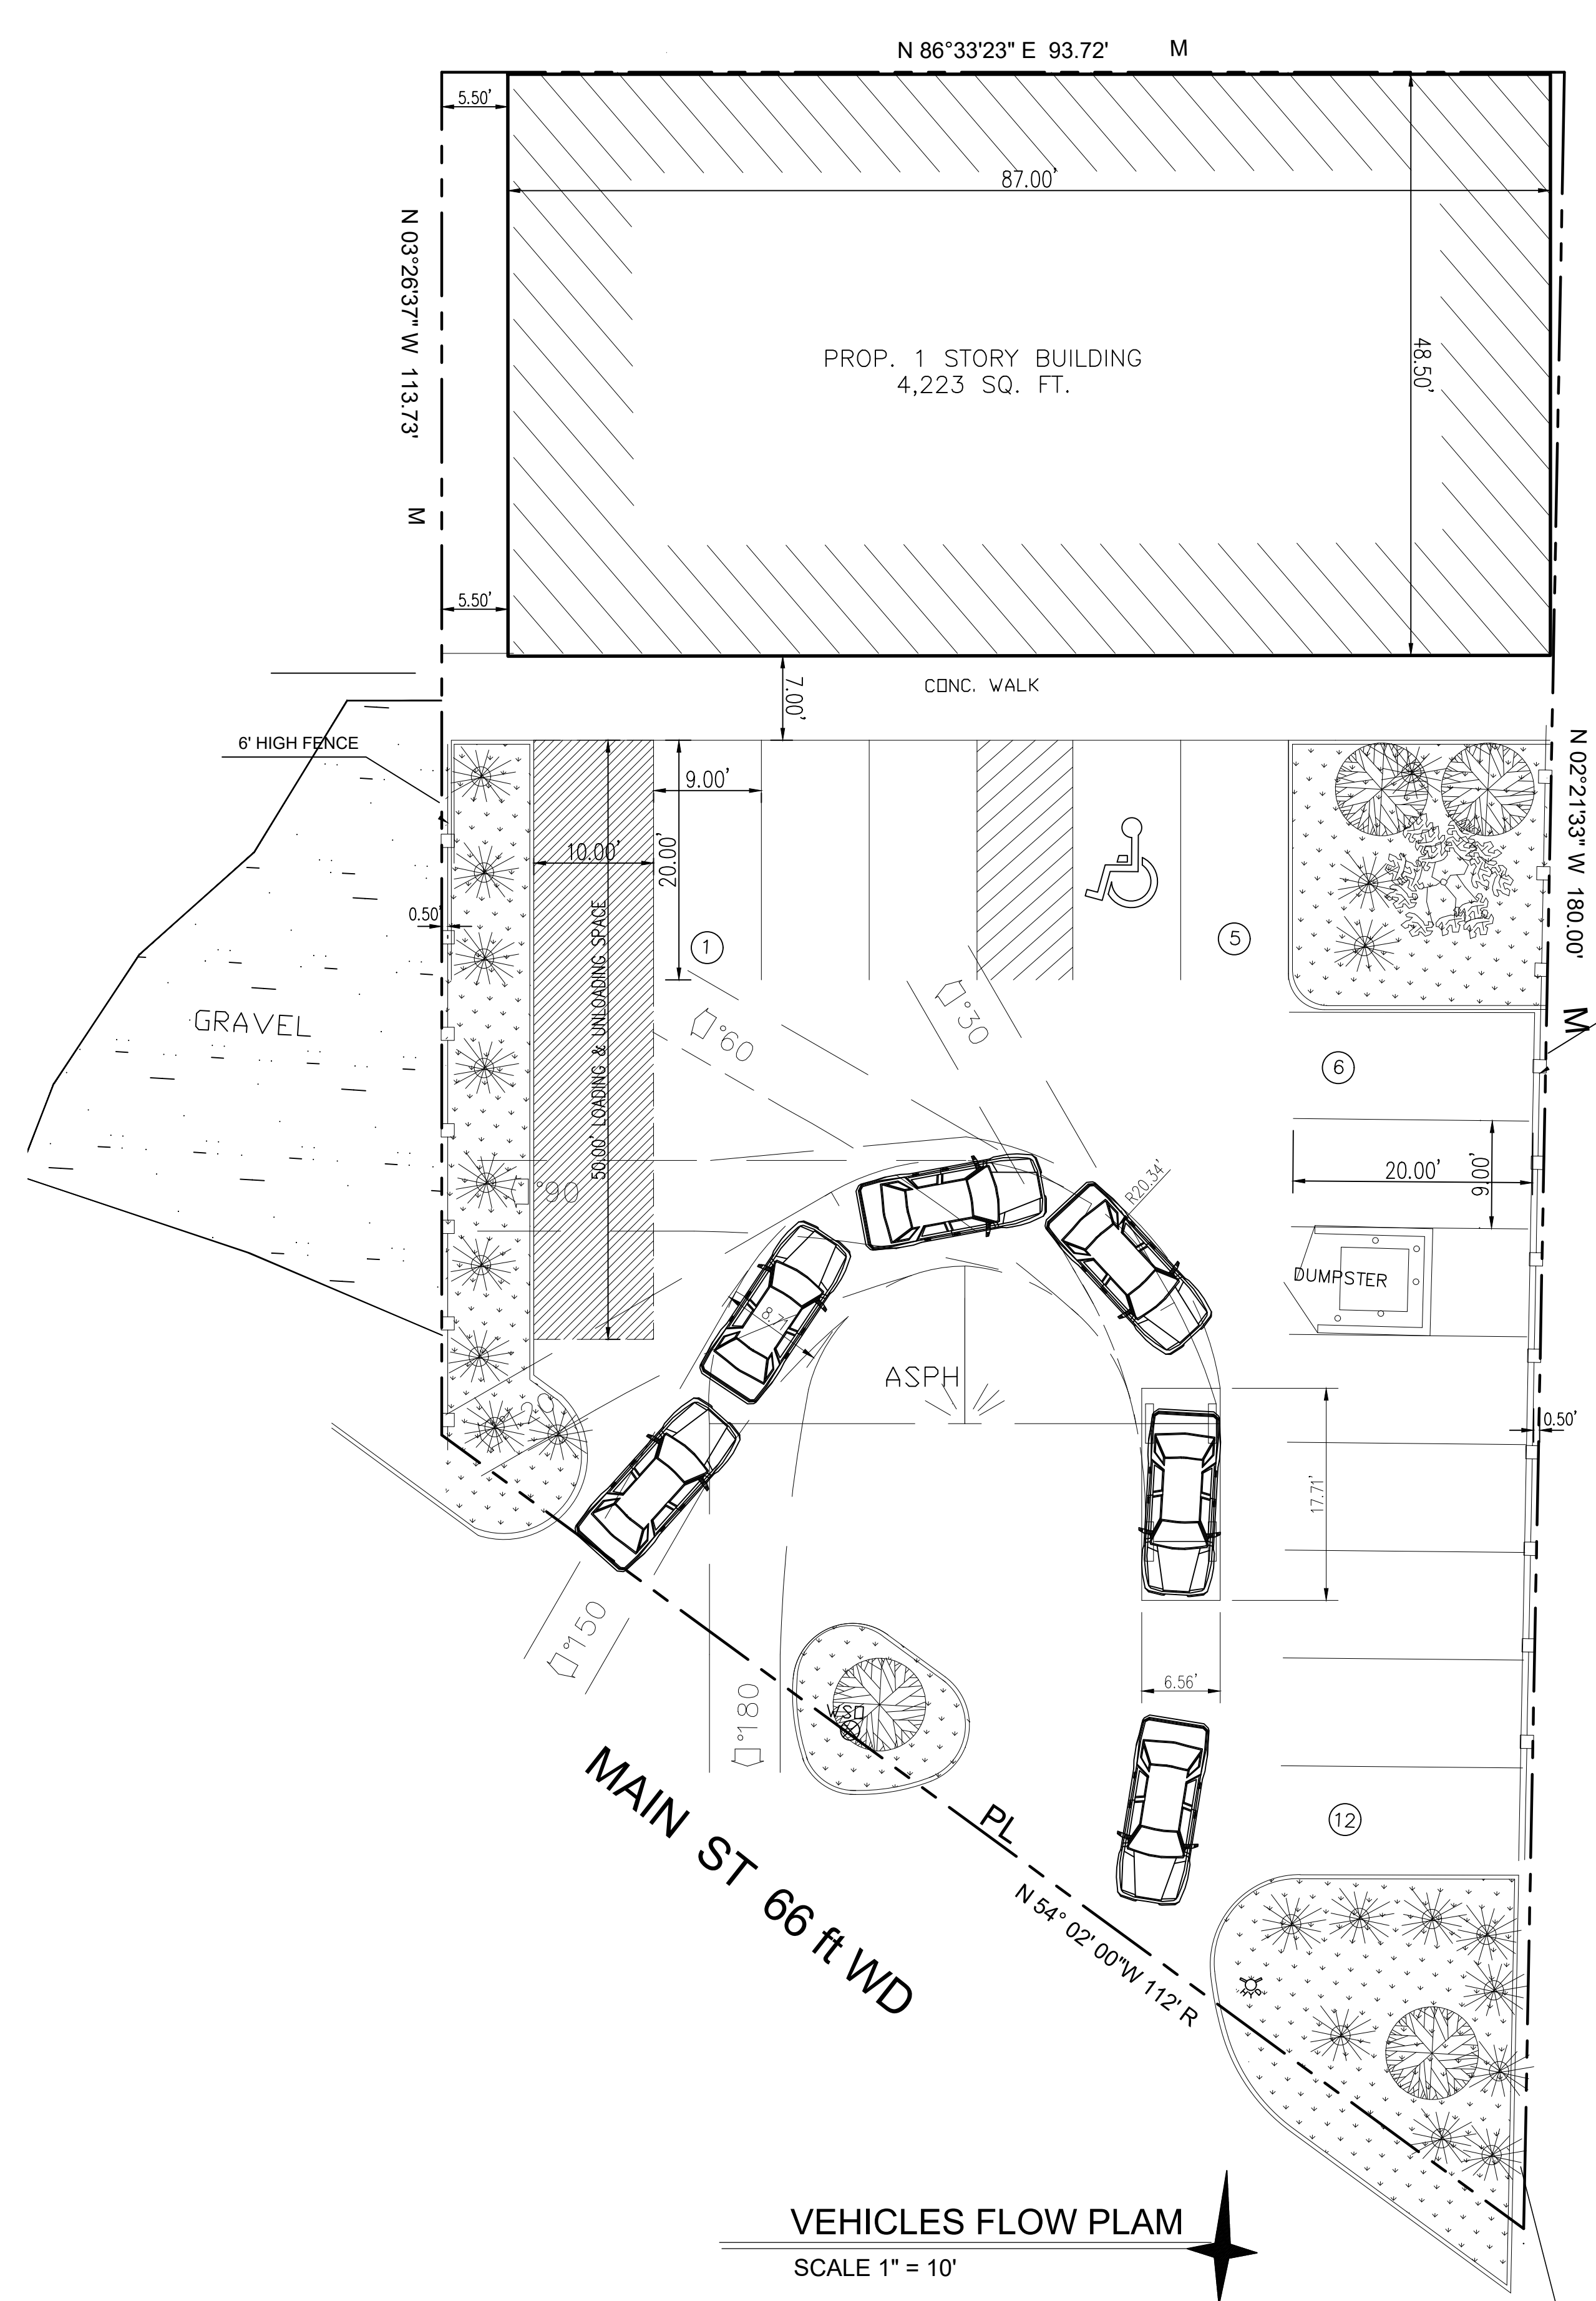 N 86°33'23" E 93.72' M
5.50'
87.00'
N 03°26'37" W 113.73' M
PROP. 1 STORY BUILDING
4,223 SQ. FT.
48.50'
5.50'
CONC. WALK
7.00'
6' HIGH FENCE
N 02°21'33" W 180.00' M
9.00'
20.00'
10.00'
50.00' LOADING & UNLOADING SPACE
0.50'
1
5
GRAVEL
°60
°30
6
°90
R20.34'
20.00'
9.00'
DUMPSTER
ASPH
0.50'
17.71'
°150
°180
6.56'
VSO
MAIN ST 66 ft WD
PL
12
N 54° 02' 00"W 112' R
VEHICLES FLOW PLAM
SCALE 1" = 10'